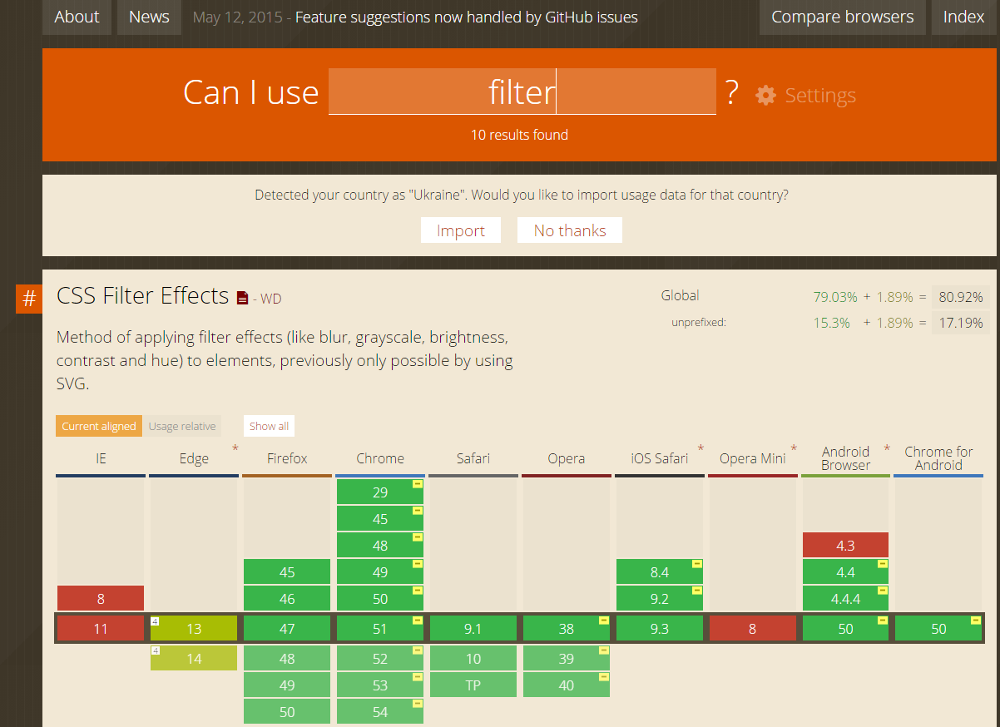 About News May 12, 2015 - Feature suggestions now handled by GitHub issues Compare browsers Index
Can I use filter ? Settings
10 results found
Detected your country as "Ukraine". Would you like to import usage data for that country?
Import No thanks
# CSS Filter Effects - WD
Global 79.03% + 1.89% = 80.92%
unprefixed: 15.3% + 1.89% = 17.19%
Method of applying filter effects (like blur, grayscale, brightness,
contrast and hue) to elements, previously only possible by using
SVG.
Current aligned Usage relative Show all
IE Edge * Firefox Chrome Safari Opera iOS Safari * Opera Mini * Android Browser * Chrome for Android
29
45
48 4.3
45 49 8.4 4.4
8 46 50 9.2 4.4.4
11 4 13 47 51 9.1 38 9.3 8 50 50
4 14 48 52 10 39
49 53 TP 40
50 54